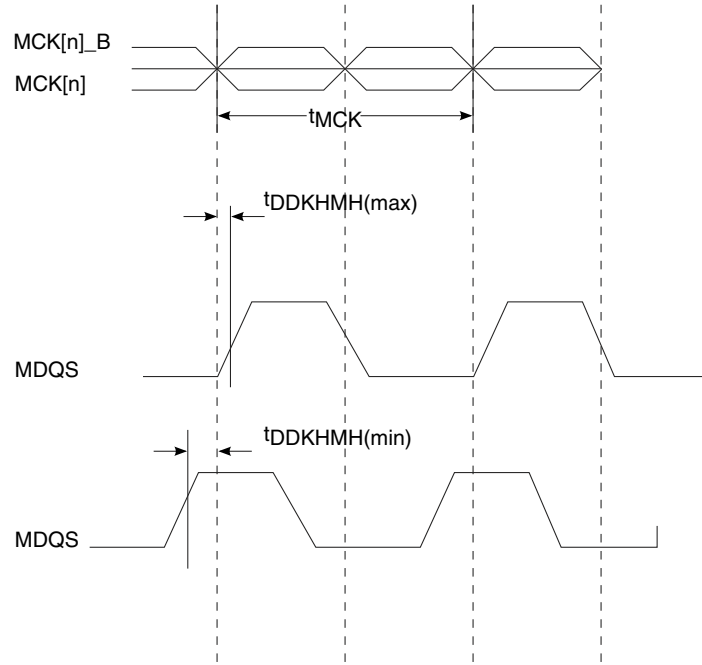 MCK[n]_B
MCK[n]
tMCK
tDDKHMH(max)
MDQS
tDDKHMH(min)
MDQS